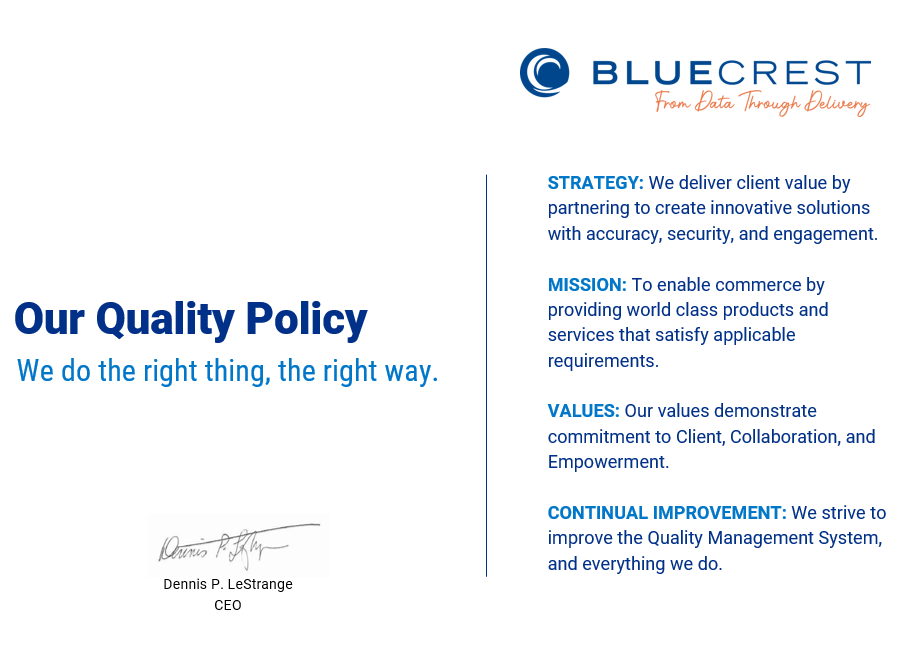 BLUECREST
From Data Through Delivery
Our Quality Policy
We do the right thing, the right way.
Dennis P. LeStrange
CEO
STRATEGY: We deliver client value by
partnering to create innovative solutions
with accuracy, security, and engagement.
MISSION: To enable commerce by
providing world class products and
services that satisfy applicable
requirements.
VALUES: Our values demonstrate
commitment to Client, Collaboration, and
Empowerment.
CONTINUAL IMPROVEMENT: We strive to
improve the Quality Management System,
and everything we do.